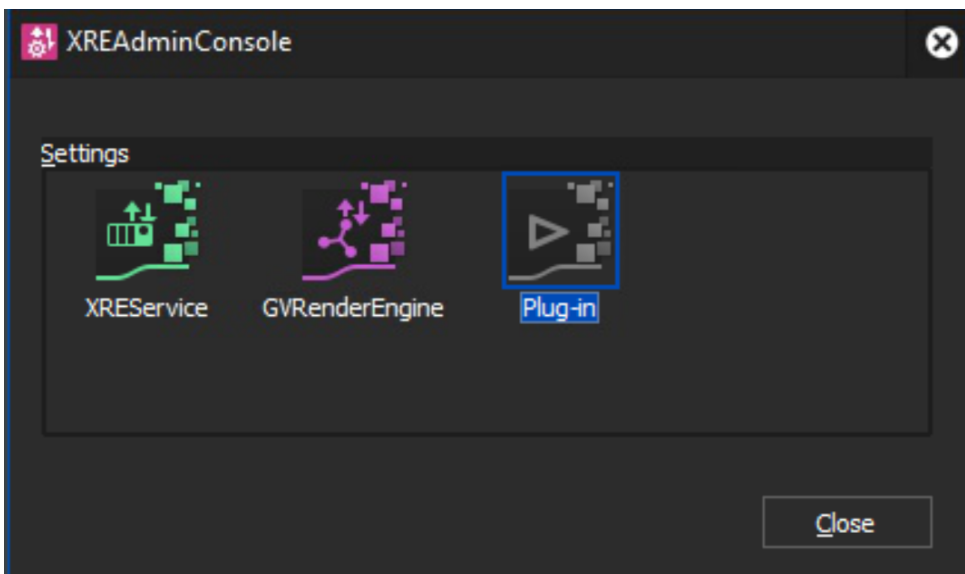 XREAdminConsole
Settings
XREService
GVRenderEngine
Plug-in
Close